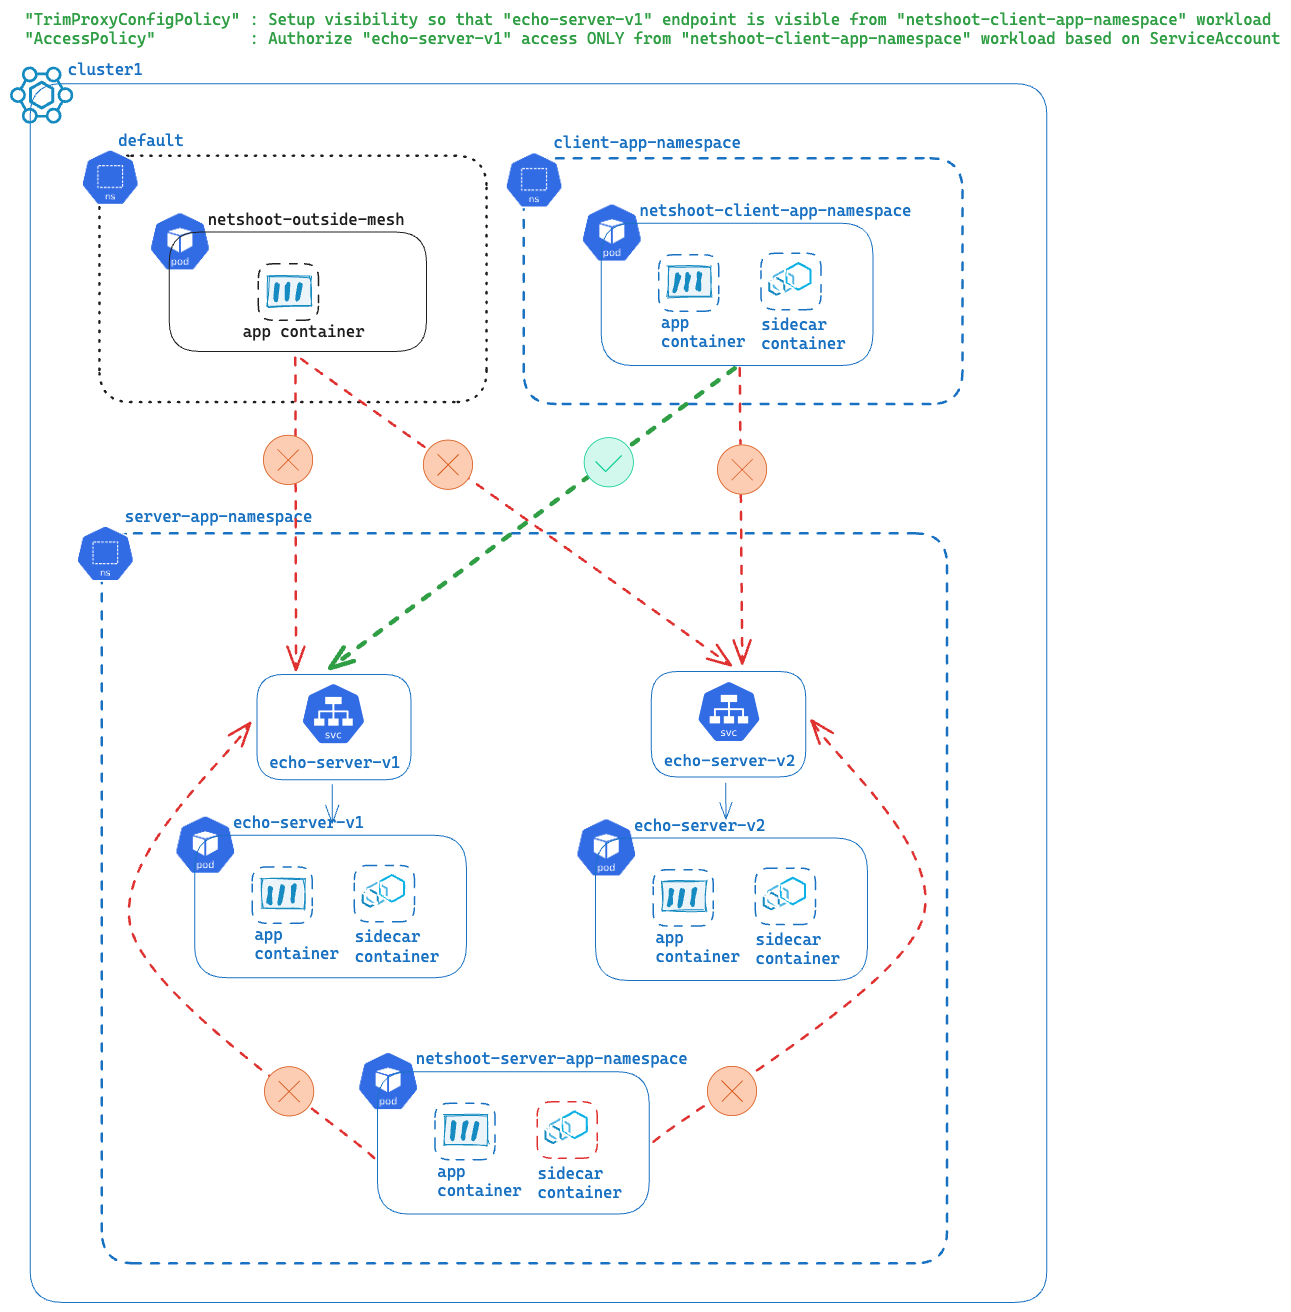 "TrimProxyConfigPolicy" : Setup visibility so that "echo-server-v1" endpoint is visible from "netshoot-client-app-namespace" workload
"AccessPolicy" : Authorize "echo-server-v1" access ONLY from "netshoot-client-app-namespace" workload based on ServiceAccount
cluster1
default
ns
netshoot-outside-mesh
pod
app container
client-app-namespace
ns
netshoot-client-app-namespace
pod
app
container
sidecar
container
server-app-namespace
ns
svc
echo-server-v1
svc
echo-server-v2
echo-server-v1
pod
app
container
sidecar
container
echo-server-v2
pod
app
container
sidecar
container
netshoot-server-app-namespace
pod
app
container
sidecar
container